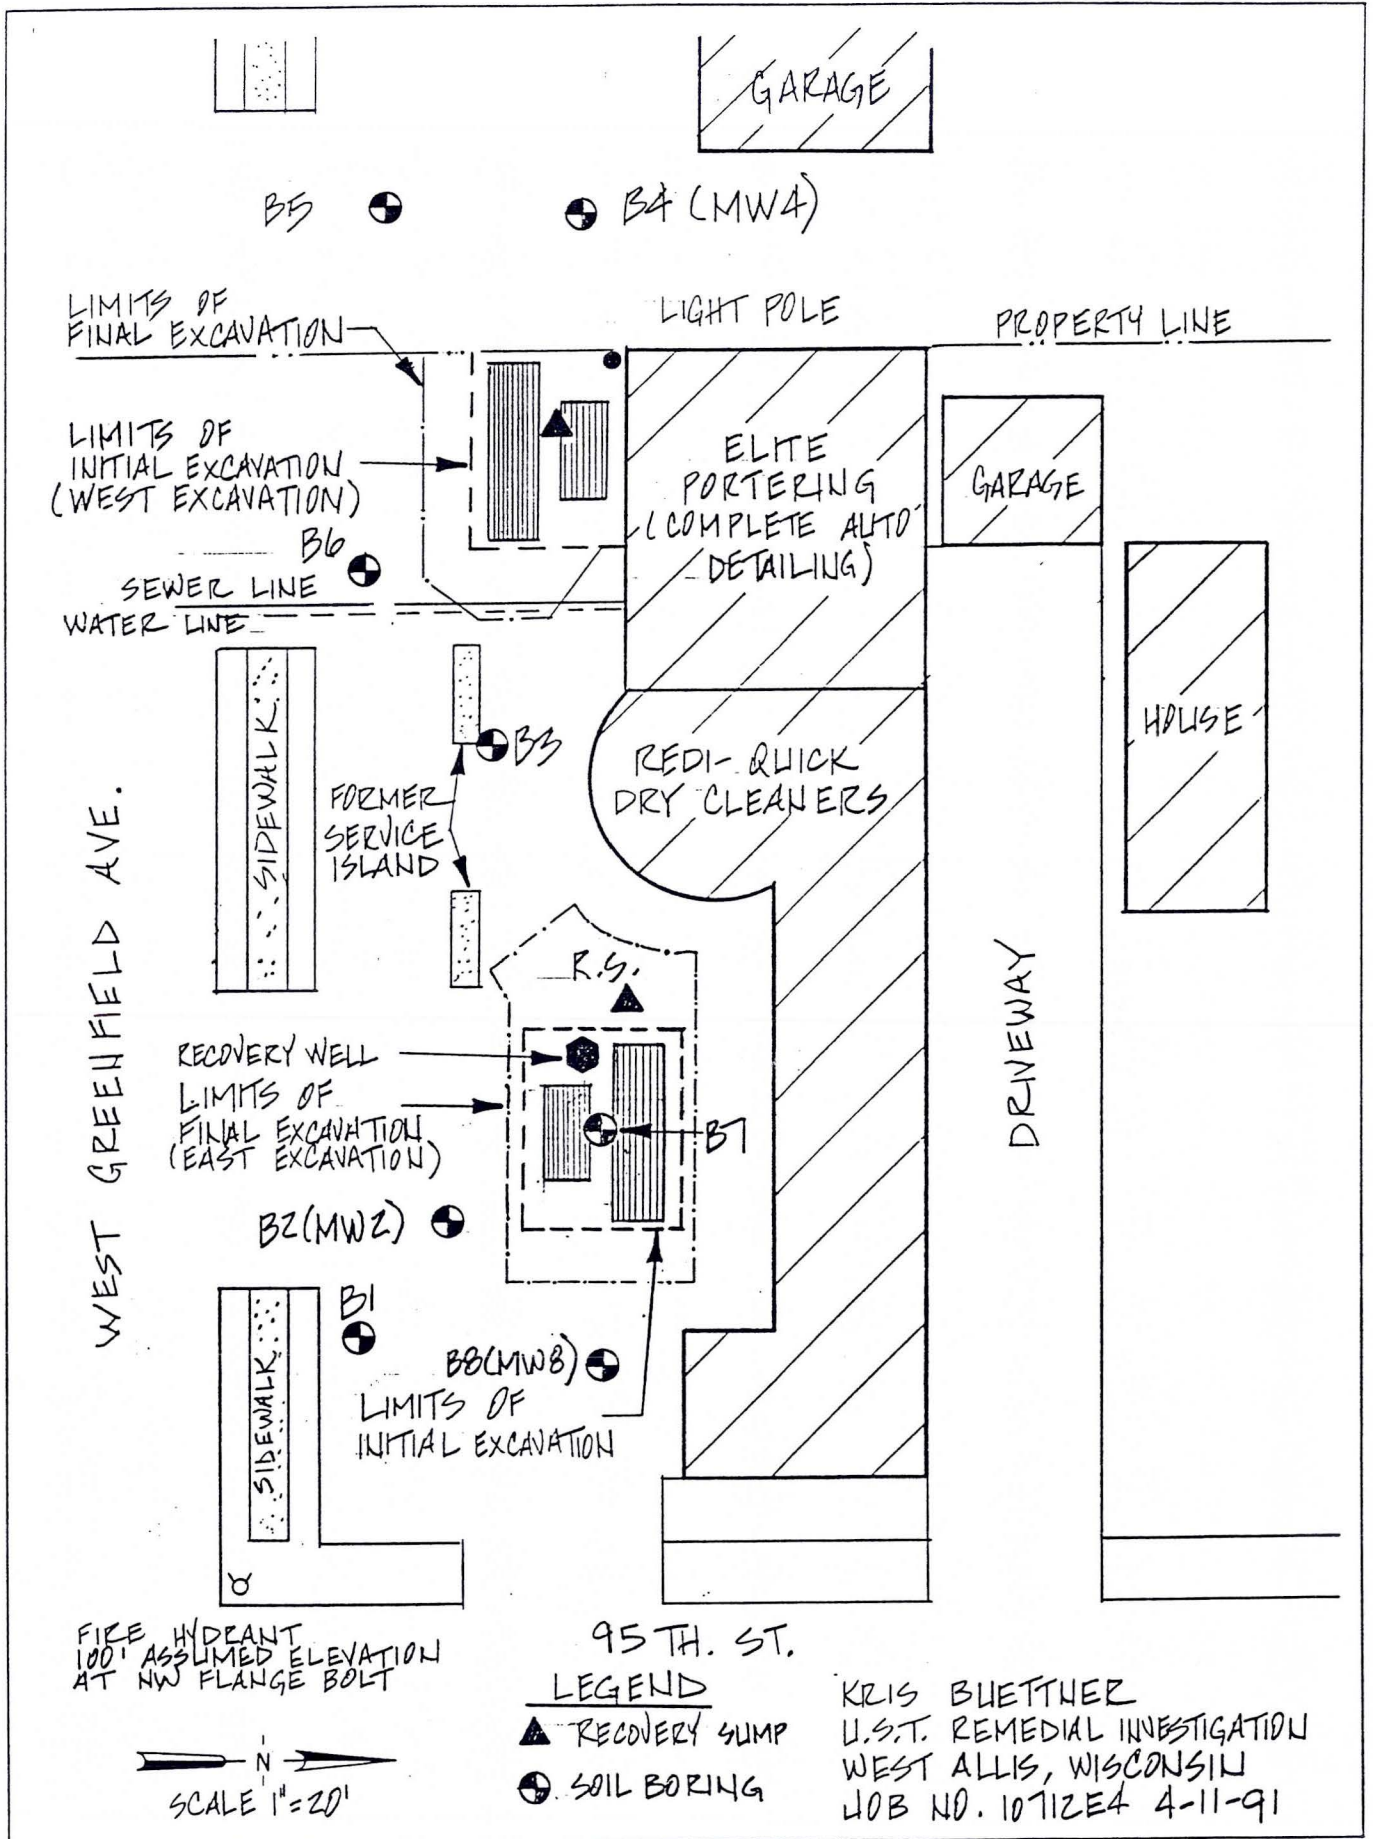 GARAGE
B5
B4 (MW4)
LIMITS OF
FINAL EXCAVATION
LIGHT POLE
PROPERTY LINE
LIMITS OF
INITIAL EXCAVATION
(WEST EXCAVATION)
ELITE
PORTERING
(COMPLETE AUTO
DETAILING)
GARAGE
B6
SEWER LINE
WATER LINE
HOUSE
SIDEWALK
B3
REDI-QUICK
DRY CLEANERS
FORMER
SERVICE
ISLAND
WEST GREENFIELD AVE.
R.S.
DRIVEWAY
RECOVERY WELL
LIMITS OF
FINAL EXCAVATION
(EAST EXCAVATION)
B7
B2(MW2)
B1
B8(MW8)
LIMITS OF
INITIAL EXCAVATION
SIDEWALK
FIRE HYDRANT
100' ASSUMED ELEVATION
AT NW FLANGE BOLT
95TH. ST.
LEGEND
RECOVERY SUMP
SOIL BORING
N
SCALE 1"=20'
KRIS BUETTNER
U.S.T. REMEDIAL INVESTIGATION
WEST ALLIS, WISCONSIN
JOB NO. 10712E4 4-11-91